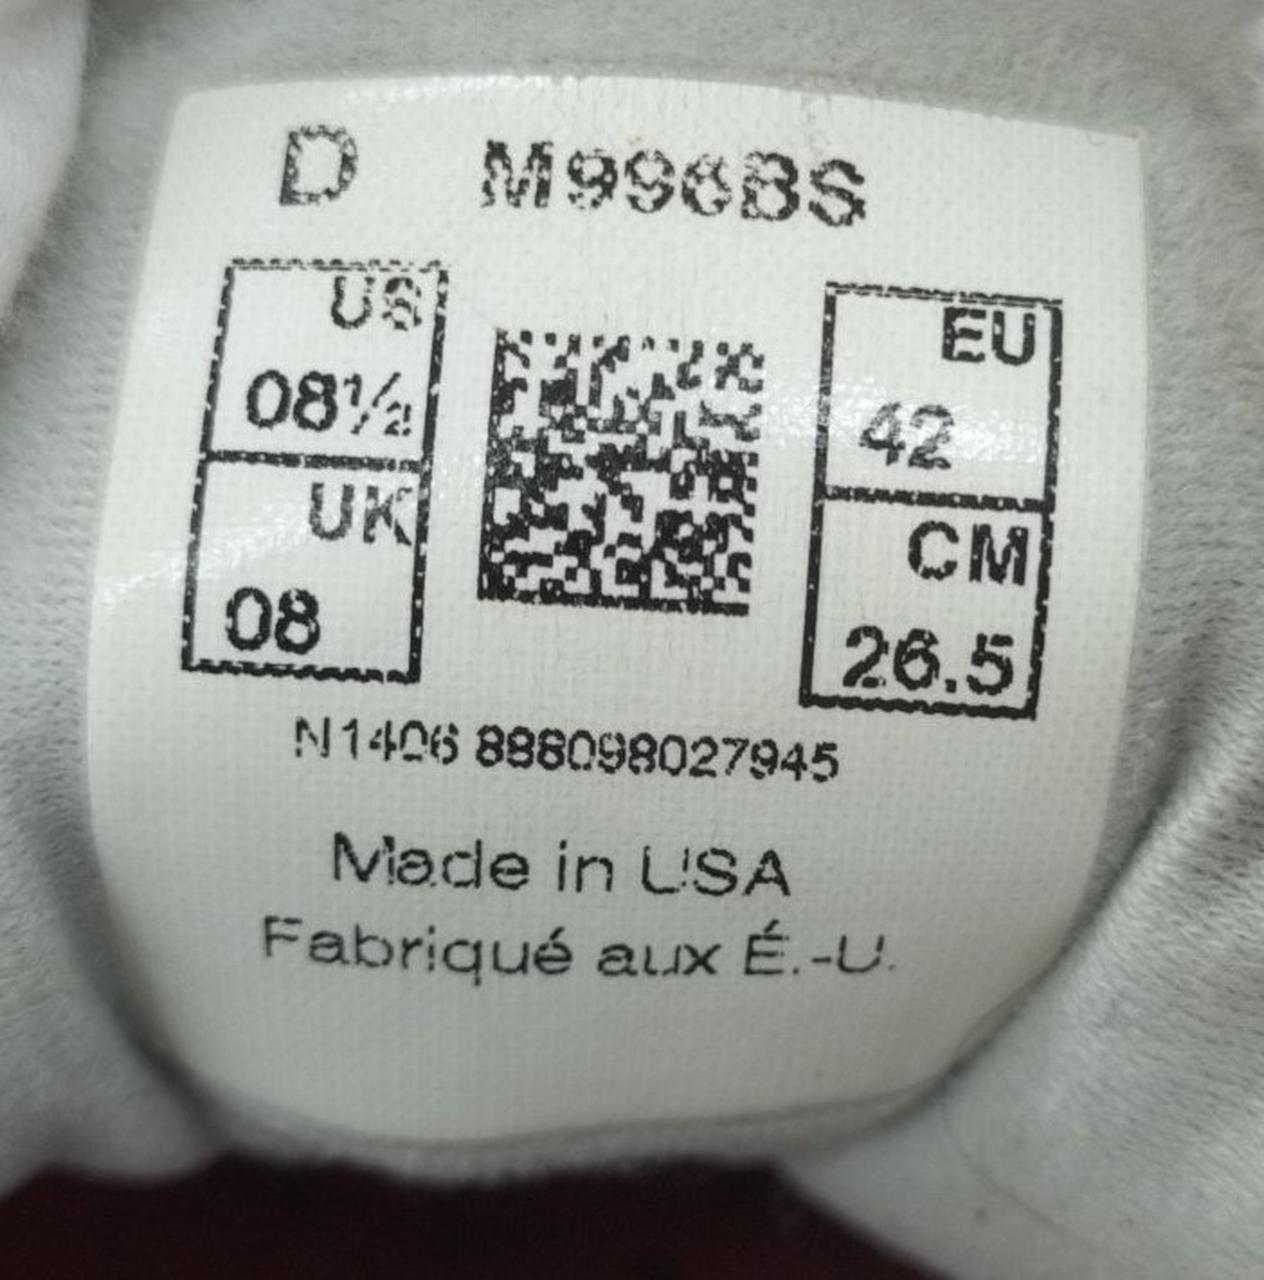 D M996BS
US
08½
UK
08
EU
42
CM
26.5
N1406 888098027945
Made in USA
Fabriqué aux É.-U.